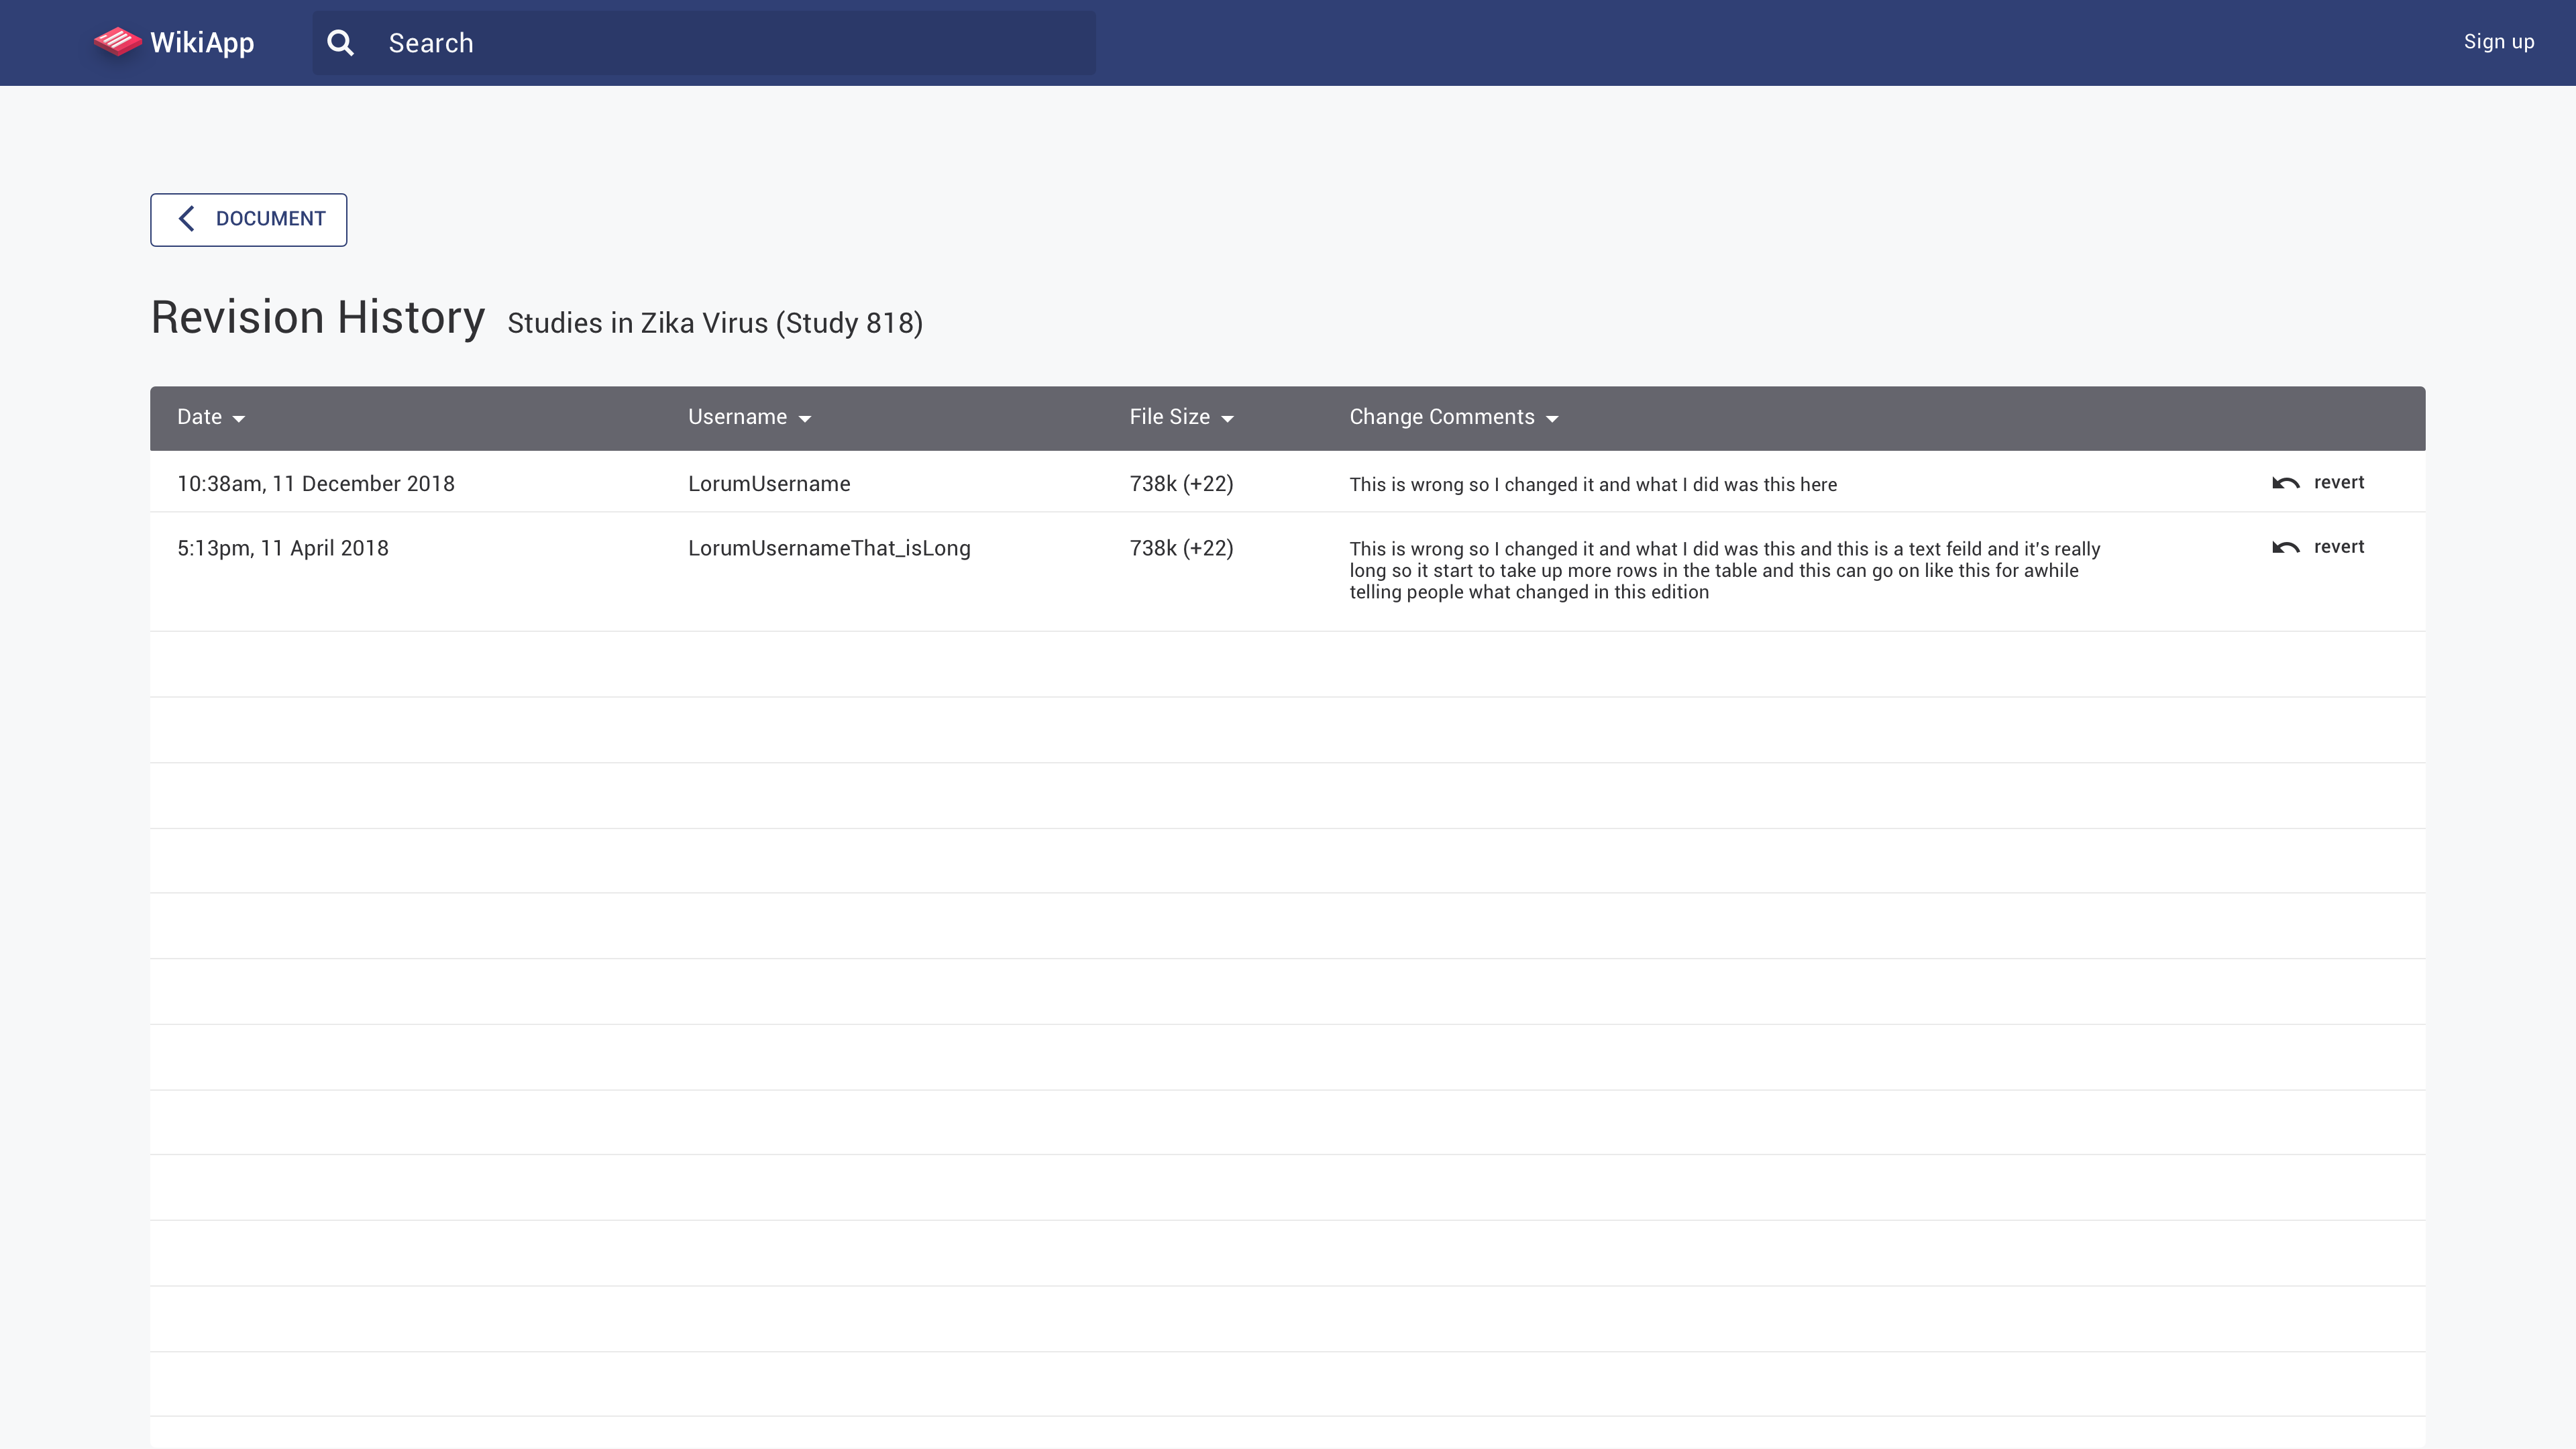 WikiApp
Search
Sign up
DOCUMENT
Revision History Studies in Zika Virus (Study 818)
Date Username File Size Change Comments
10:38am, 11 December 2018 LorumUsername 738k (+22) This is wrong so I changed it and what I did was this here revert
5:13pm, 11 April 2018 LorumUsernameThat_isLong 738k (+22) This is wrong so I changed it and what I did was this and this is a text feild and it's really revert
long so it start to take up more rows in the table and this can go on like this for awhile
telling people what changed in this edition